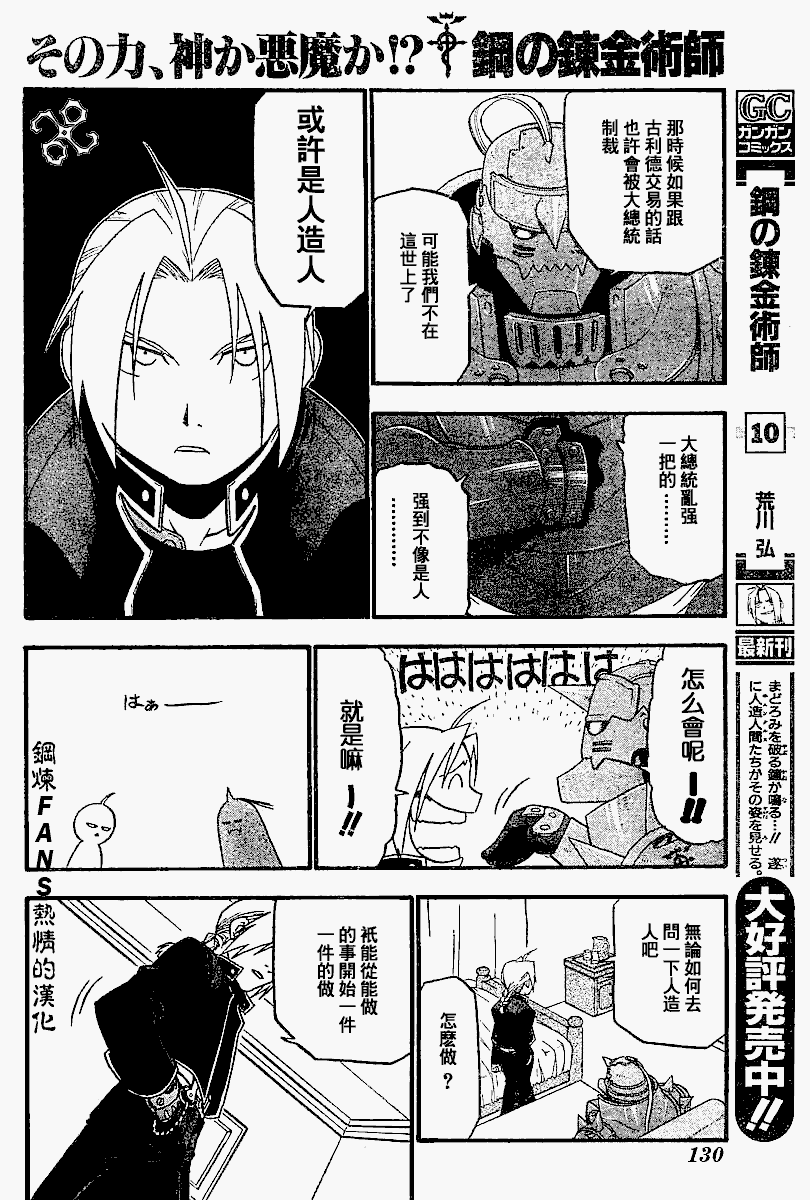 その力、神か悪魔か!?
鋼の錬金術師
那時候如果跟
古利德交易的話
也許會被大總統
制裁
可能我們不在
這世上了
或許是人造人
大總統亂强
一把的………
强到不像是人
…………
怎么會呢ー!!
はははははは
就是嘛ー!!
はぁ――
無論如何去
問一下人造
人吧
怎麼做？
祇能從能做
的事開始一件
一件的做
鋼煉FANS熱情的漢化
GC
ガンガン
コミックス
鋼の錬金術師
10
荒川 弘
最新刊
まどろみを破る鐘が鳴る…!! 遂
に人造人間たちがその姿を見せる。
大好評発売中!!
130